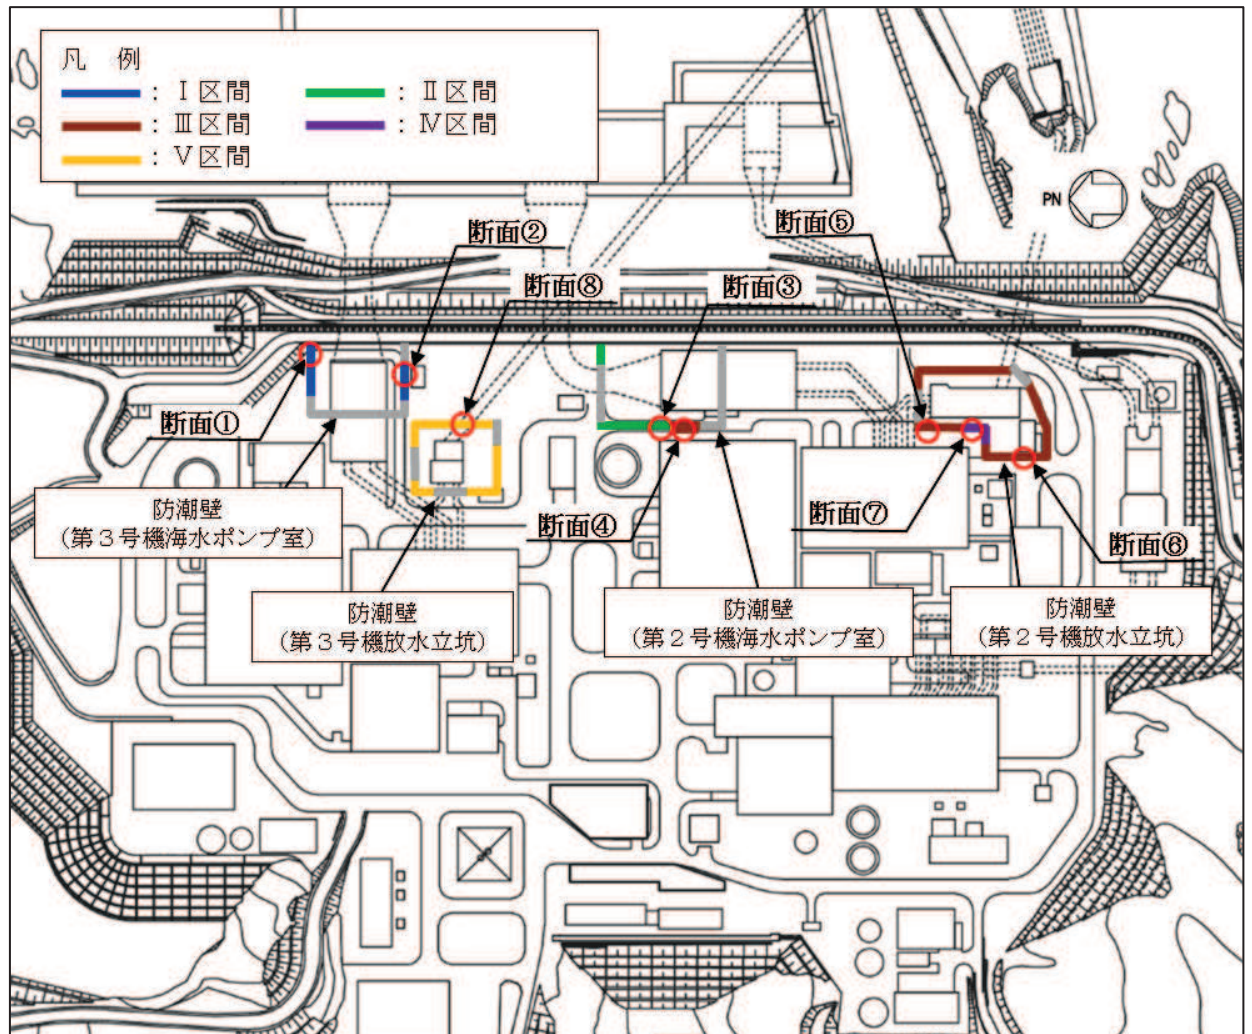 凡 例
: Ⅰ区間
: Ⅱ区間
: Ⅲ区間
: Ⅳ区間
: Ⅴ区間
PN
断面②
断面⑤
断面⑧
断面③
断面①
防潮壁
(第3号機海水ポンプ室)
断面④
断面⑦
断面⑥
防潮壁
(第3号機放水立坑)
防潮壁
(第2号機海水ポンプ室)
防潮壁
(第2号機放水立坑)